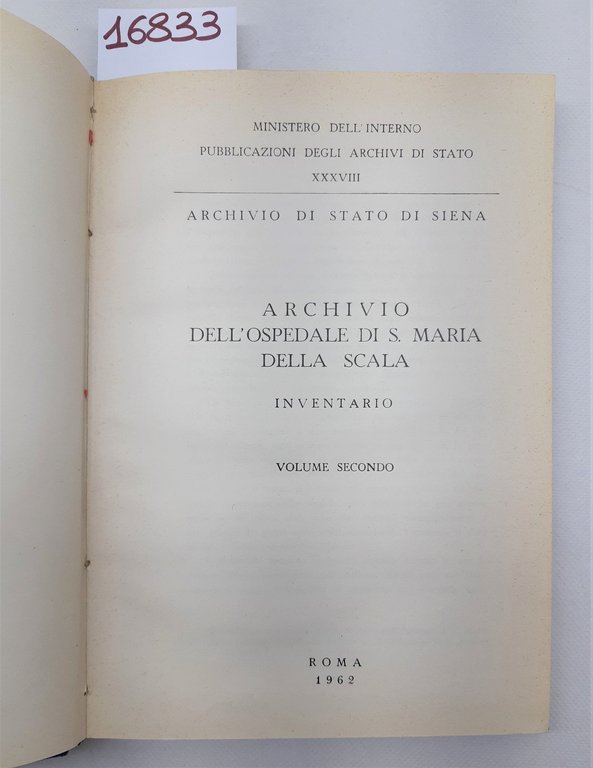 16833
MINISTERO DELL'INTERNO
PUBBLICAZIONI DEGLI ARCHIVI DI STATO
XXXVIII
ARCHIVIO DI STATO DI SIENA
ARCHIVIO
DELL'OSPEDALE DI S. MARIA
DELLA SCALA
INVENTARIO
VOLUME SECONDO
ROMA
1962